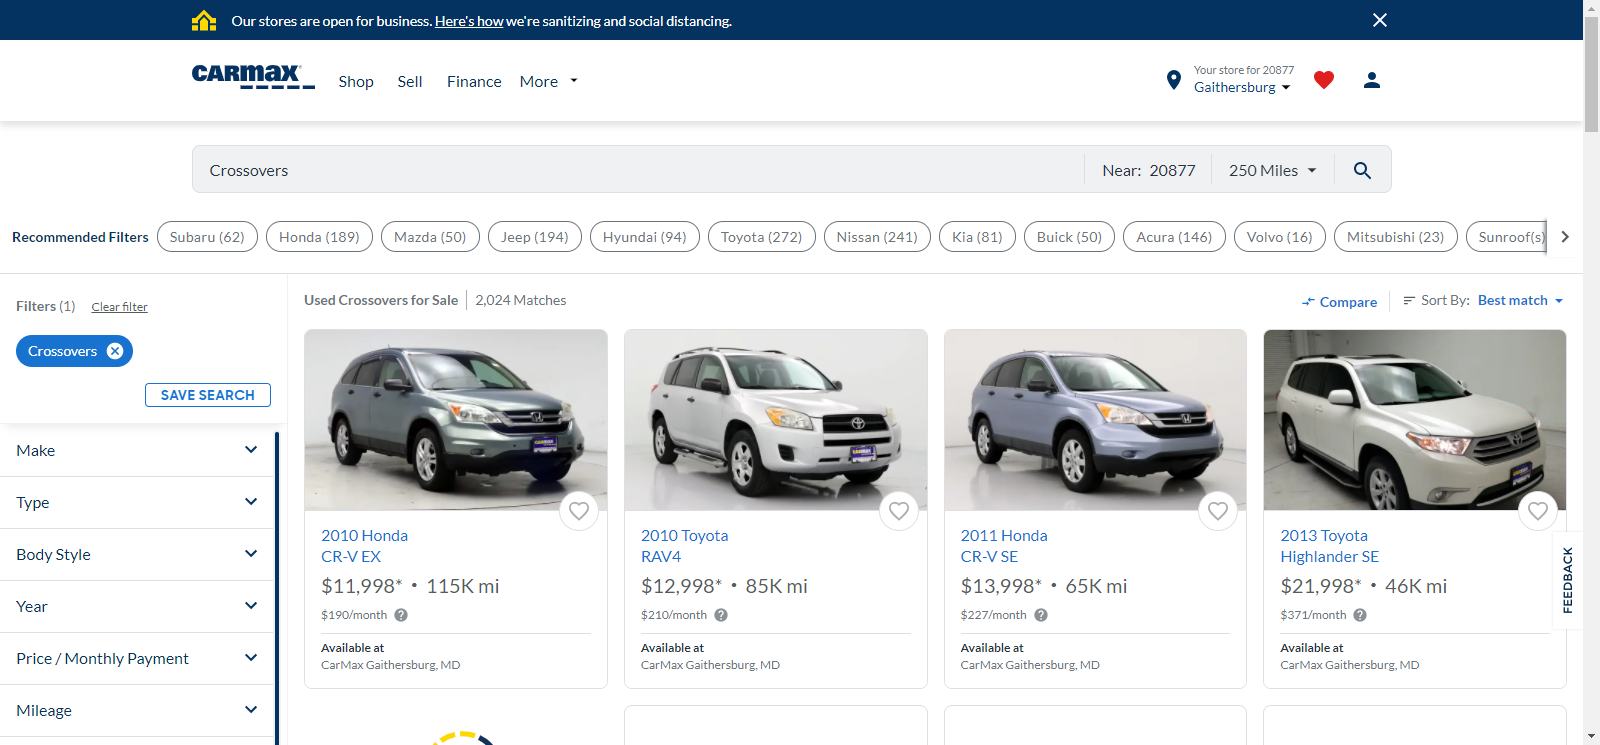 Our stores are open for business. Here's how we're sanitizing and social distancing.
CARMAX
Shop
Sell
Finance
More
Your store for 20877
Gaithersburg
Crossovers
Near: 20877
250 Miles
Recommended Filters
Subaru (62)
Honda (189)
Mazda (50)
Jeep (194)
Hyundai (94)
Toyota (272)
Nissan (241)
Kia (81)
Buick (50)
Acura (146)
Volvo (16)
Mitsubishi (23)
Sunroof(s)
Filters (1)
Clear filter
Crossovers
SAVE SEARCH
Make
Type
Body Style
Year
Price / Monthly Payment
Mileage
Used Crossovers for Sale
2,024 Matches
Compare
Sort By: Best match
2010 Honda
CR-V EX
$11,998* • 115K mi
$190/month
Available at
CarMax Gaithersburg, MD
2010 Toyota
RAV4
$12,998* • 85K mi
$210/month
Available at
CarMax Gaithersburg, MD
2011 Honda
CR-V SE
$13,998* • 65K mi
$227/month
Available at
CarMax Gaithersburg, MD
2013 Toyota
Highlander SE
$21,998* • 46K mi
$371/month
Available at
CarMax Gaithersburg, MD
FEEDBACK